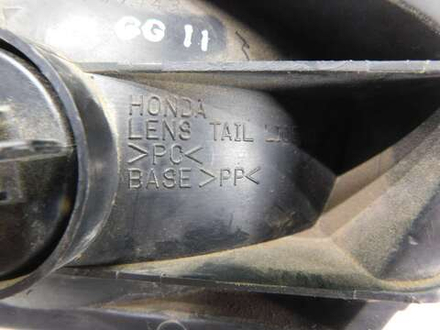 GG 11
HONDA
LENS TAIL
>PC<
BASE >PP<